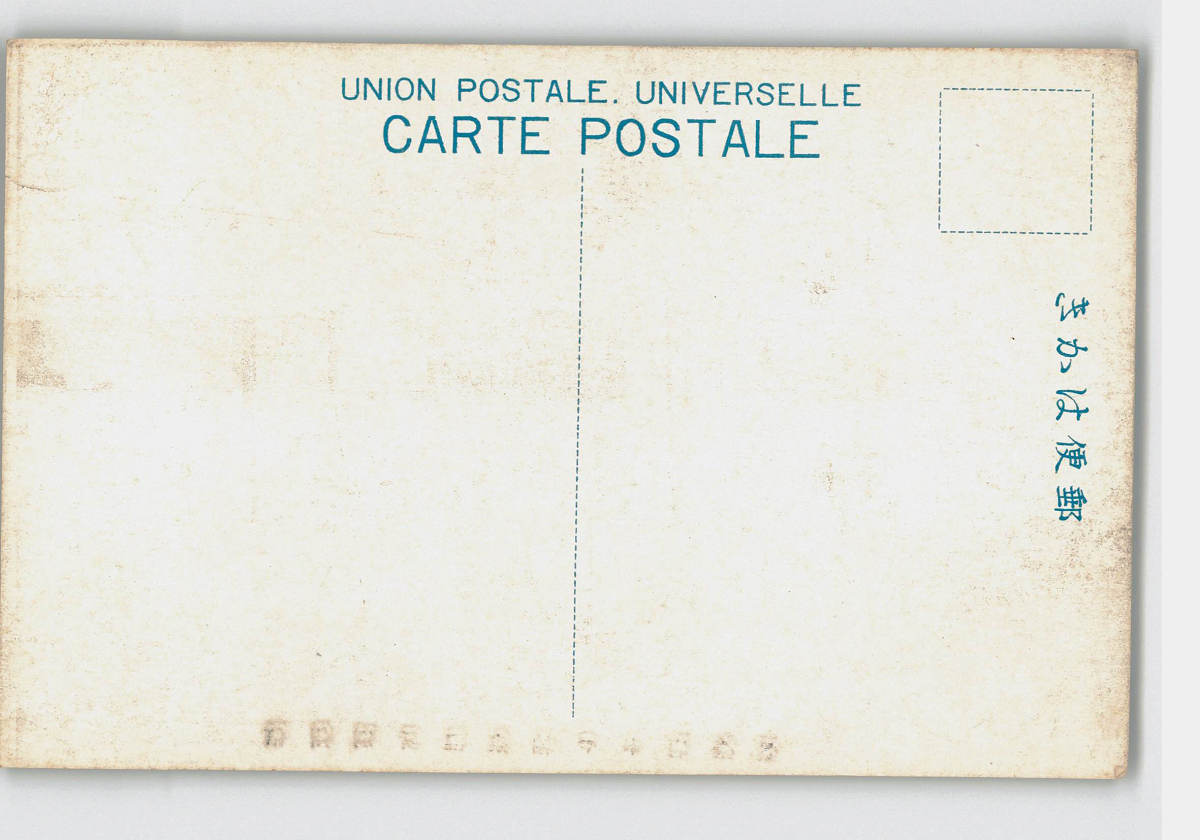 UNION POSTALE. UNIVERSELLE
CARTE POSTALE
郵便はかき